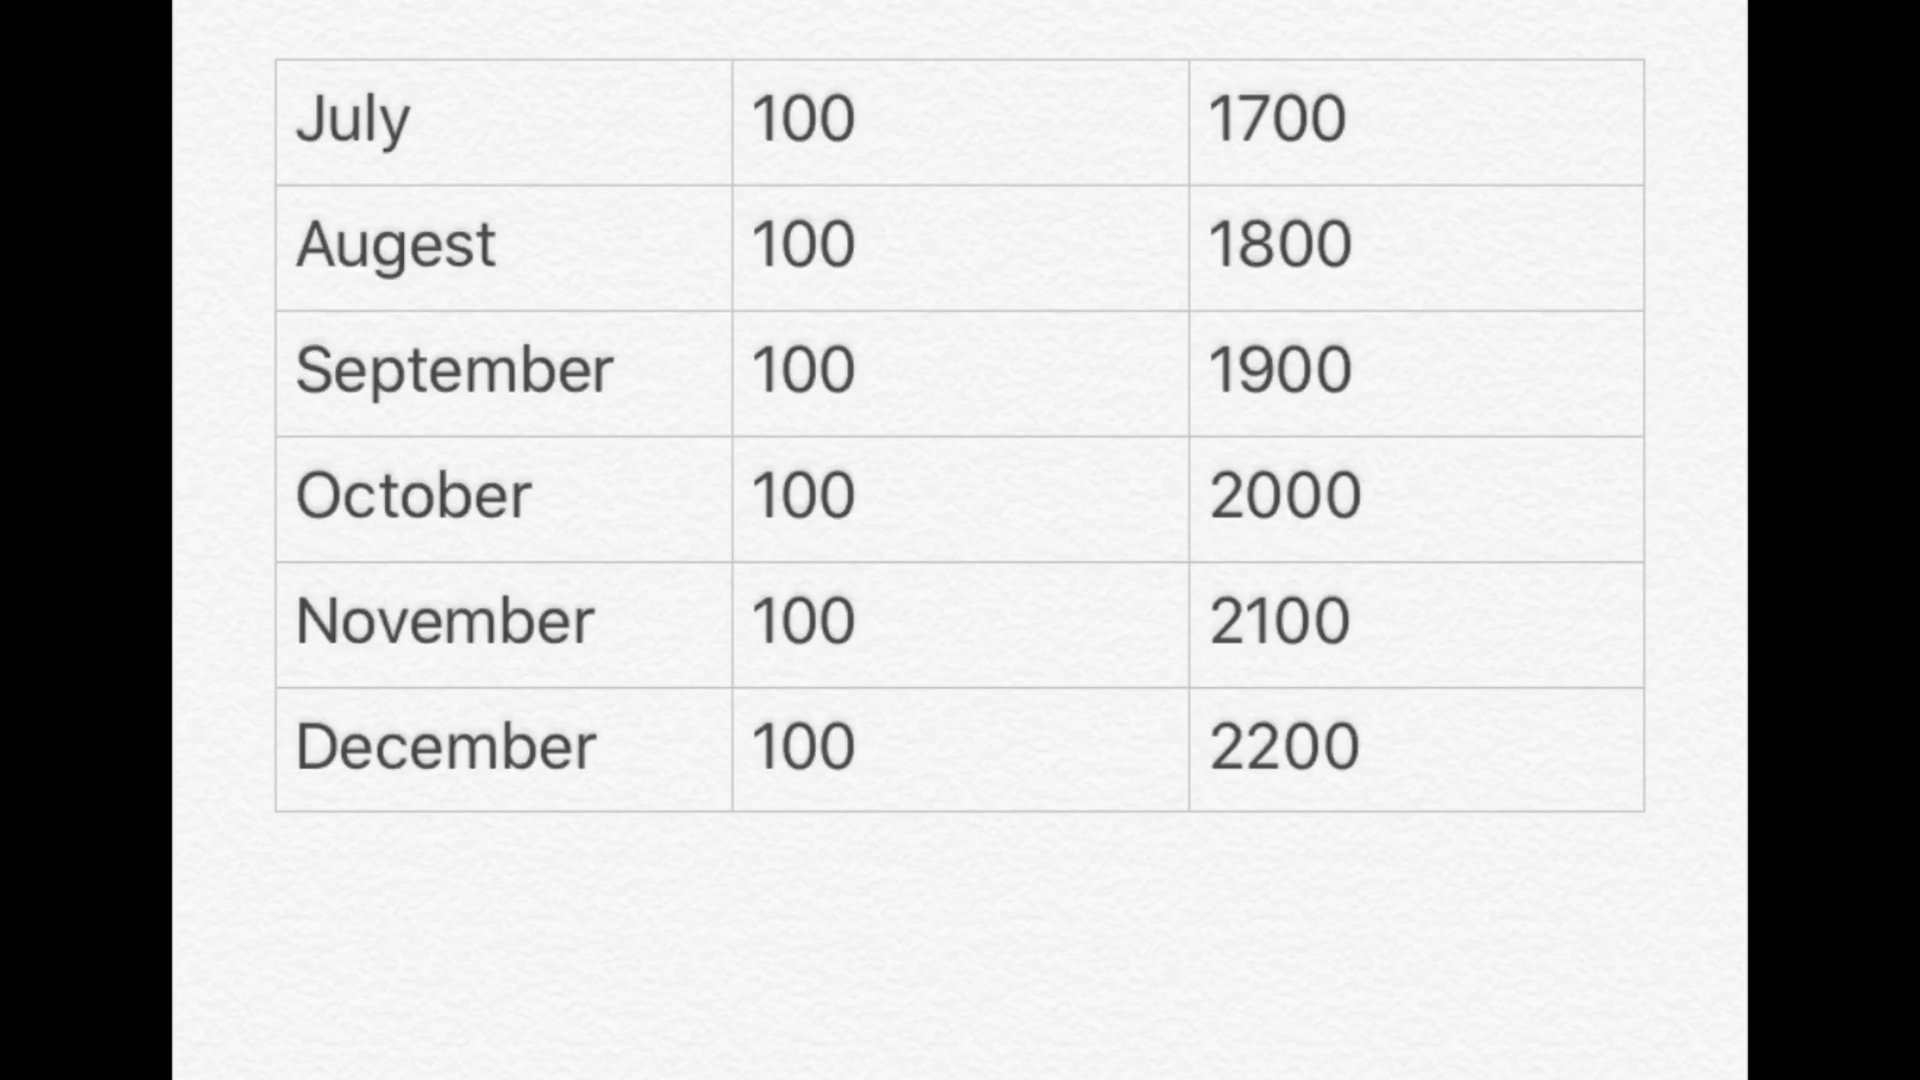 July 100 1700
Augest 100 1800
September 100 1900
October 100 2000
November 100 2100
December 100 2200